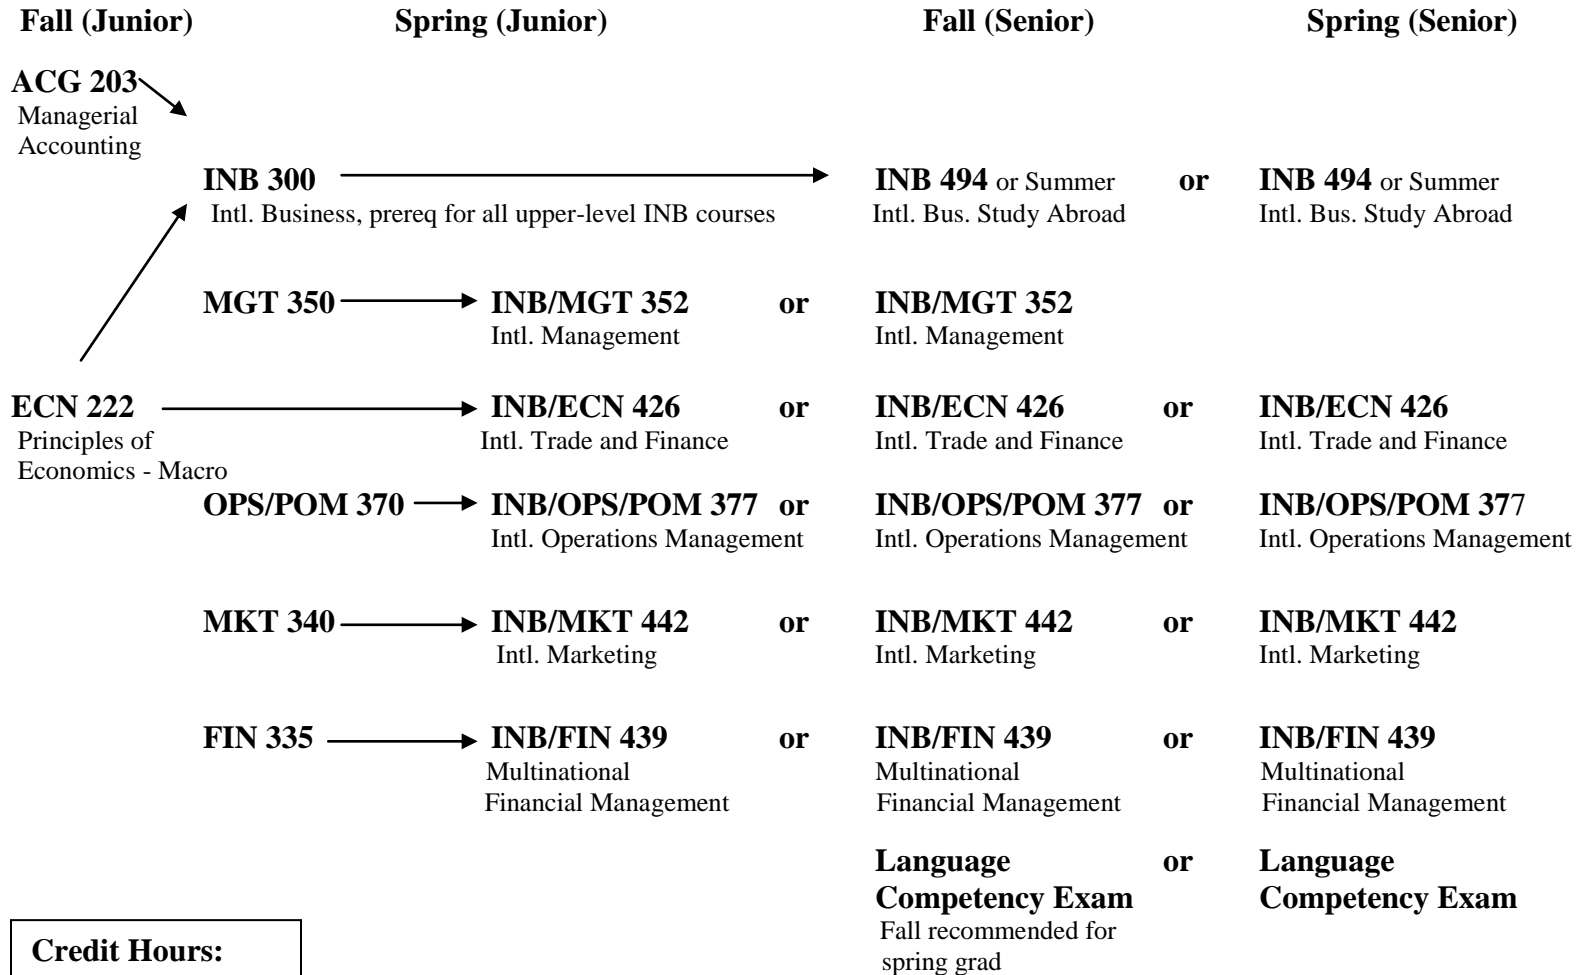 Fall (Junior) Spring (Junior) Fall (Senior) Spring (Senior)
ACG 203
Managerial
Accounting
INB 300 INB 494 or Summer or INB 494 or Summer
Intl. Business, prereq for all upper-level INB courses Intl. Bus. Study Abroad Intl. Bus. Study Abroad
MGT 350 INB/MGT 352 or INB/MGT 352
Intl. Management Intl. Management
ECN 222 INB/ECN 426 or INB/ECN 426 or INB/ECN 426
Principles of Intl. Trade and Finance Intl. Trade and Finance Intl. Trade and Finance
Economics - Macro
OPS/POM 370 INB/OPS/POM 377 or INB/OPS/POM 377 or INB/OPS/POM 377
Intl. Operations Management Intl. Operations Management Intl. Operations Management
MKT 340 INB/MKT 442 or INB/MKT 442 or INB/MKT 442
Intl. Marketing Intl. Marketing Intl. Marketing
FIN 335 INB/FIN 439 or INB/FIN 439 or INB/FIN 439
Multinational Multinational Multinational
Financial Management Financial Management Financial Management
Language or Language
Competency Exam Competency Exam
Fall recommended for
spring grad
Credit Hours: